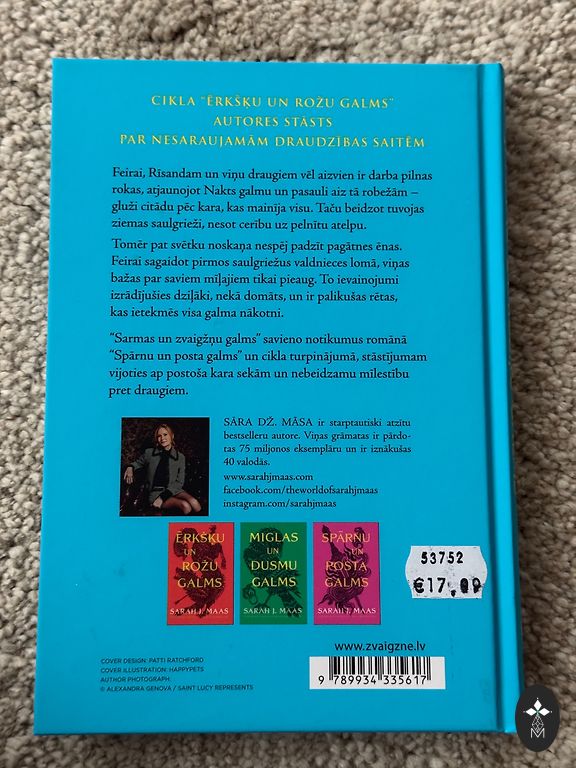 CIKLA "ĒRKŠĶU UN ROŽU GALMS"
AUTORES STĀSTS
PAR NESARAUJAMĀM DRAUDZĪBAS SAITĒM
Feirai, Rīsandam un viņu draugiem vēl aizvien ir darba pilnas
rokas, atjaunojot Nakts galmu un pasauli aiz tā robežām –
gluži citādu pēc kara, kas mainīja visu. Taču beidzot tuvojas
ziemas saulgrieži, nesot cerību uz pelnītu atelpu.
Tomēr pat svētku noskaņa nespēj padzīt pagātnes ēnas.
Feirai sagaidot pirmos saulgriežus valdnieces lomā, viņas
bažas par saviem mīļajiem tikai pieaug. To ievainojumi
izrādījušies dziļāki, nekā domāts, un ir palikušas rētas,
kas ietekmēs visa galma nākotni.
"Sarmas un zvaigžņu galms" savieno notikumus romānā
"Spārnu un posta galms" un cikla turpinājumā, stāstījumam
vijoties ap postoša kara sekām un nebeidzamu mīlestību
pret draugiem.
SĀRA DŽ. MĀSA ir starptautiski atzītu
bestselleru autore. Viņas grāmatas ir pārdo-
tas 75 miljonos eksemplāru un ir iznākušas
40 valodās.
www.sarahjmaas.com
facebook.com/theworldofsarahjmaas
instagram.com/sarahjmaas
ĒRKŠĶU
UN
ROŽU
GALMS
SARAH J. MAAS
MIGLAS
UN
DUSMU
GALMS
SARAH J. MAAS
SPĀRNU
UN
POSTA
GALMS
SARAH J. MAAS
53752
www.zvaigzne.lv
COVER DESIGN: PATTI RATCHFORD
COVER ILLUSTRATION: HAPPYPETS
AUTHOR PHOTOGRAPH:
© ALEXANDRA GENOVA / SAINT LUCY REPRESENTS
9 789934 335617